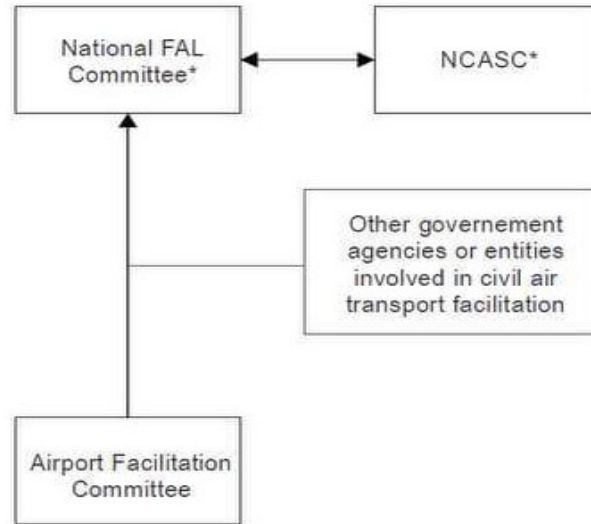 National FAL
Committee*
NCASC*
Other governement
agencies or entities
involved in civil air
transport facilitation
Airport Facilitation
Committee